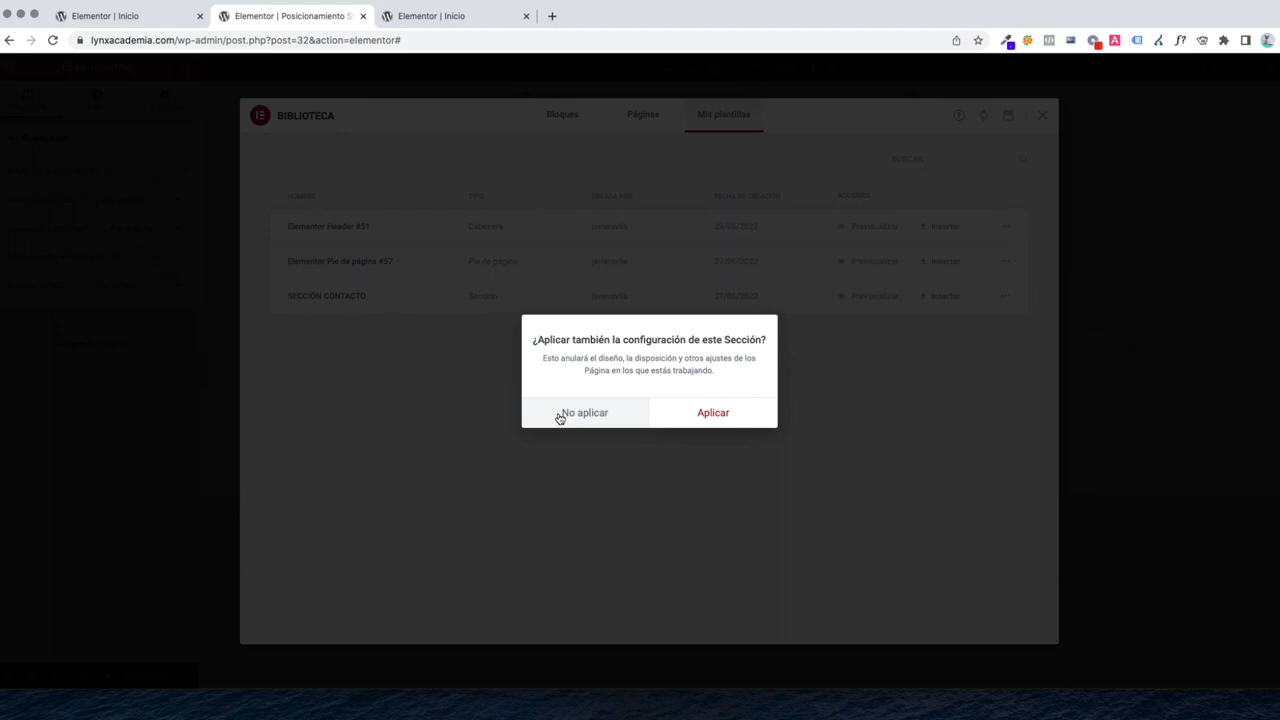 Elementor | Inicio
Elementor | Posicionamiento S
Elementor | Inicio
lynxacademia.com/wp-admin/post.php?post=32&action=elementor#
BIBLIOTECA
Bloques
Páginas
Mis plantillas
BUSCAR
NOMBRE
TIPO
CREADA POR
FECHA DE CREACIÓN
ACCIONES
Elementor Header #51
Cabecera
23/06/2022
Previsualizar
Insertar
Elementor Pie de página #57
Pie de página
27/06/2022
Previsualizar
Insertar
SECCIÓN CONTACTO
Sección
27/06/2022
Previsualizar
Insertar
¿Aplicar también la configuración de este Sección?
Esto anulará el diseño, la disposición y otros ajustes de los
Página en los que estás trabajando.
No aplicar
Aplicar